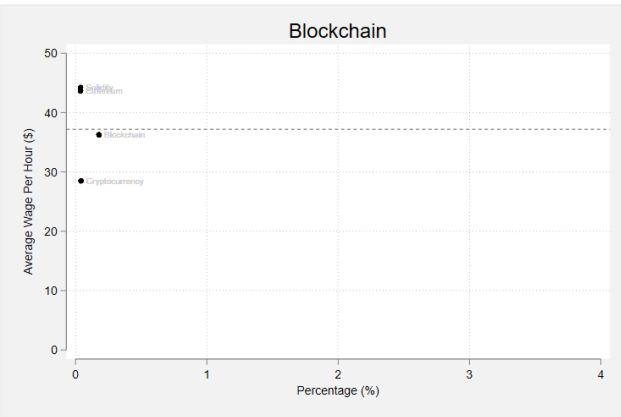 Blockchain
Average Wage Per Hour ($)
50
40
30
20
10
0
Solidity
Ethereum
Blockchain
Cryptocurrency
0 1 2 3 4
Percentage (%)